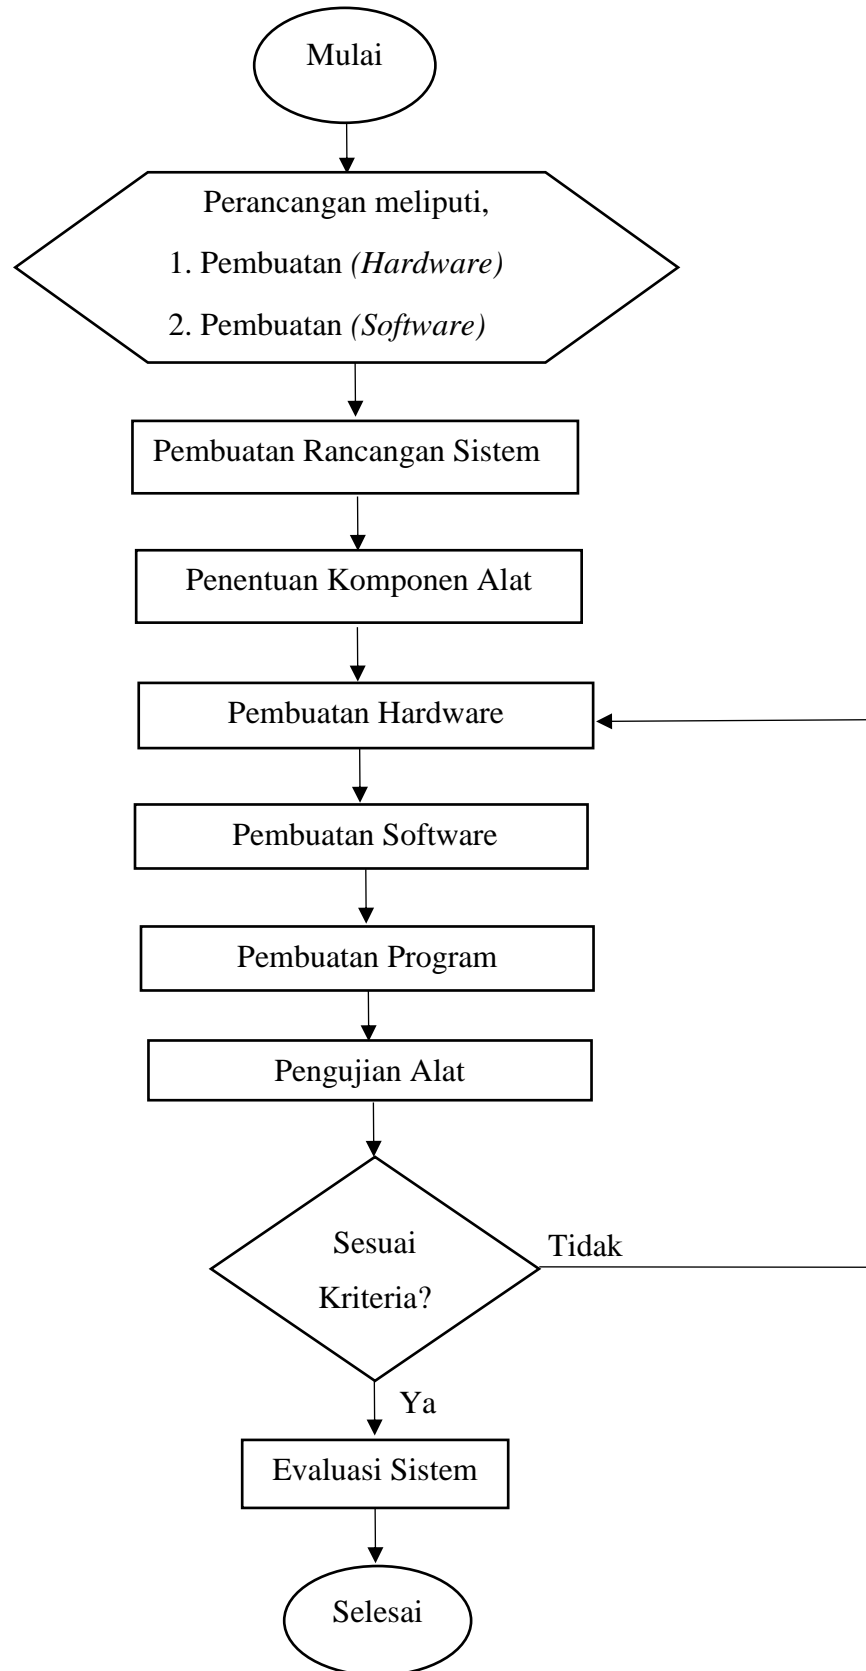 Mulai
Perancangan meliputi,
1. Pembuatan (Hardware)
2. Pembuatan (Software)
Pembuatan Rancangan Sistem
Penentuan Komponen Alat
Pembuatan Hardware
Pembuatan Software
Pembuatan Program
Pengujian Alat
Sesuai
Kriteria?
Tidak
Ya
Evaluasi Sistem
Selesai